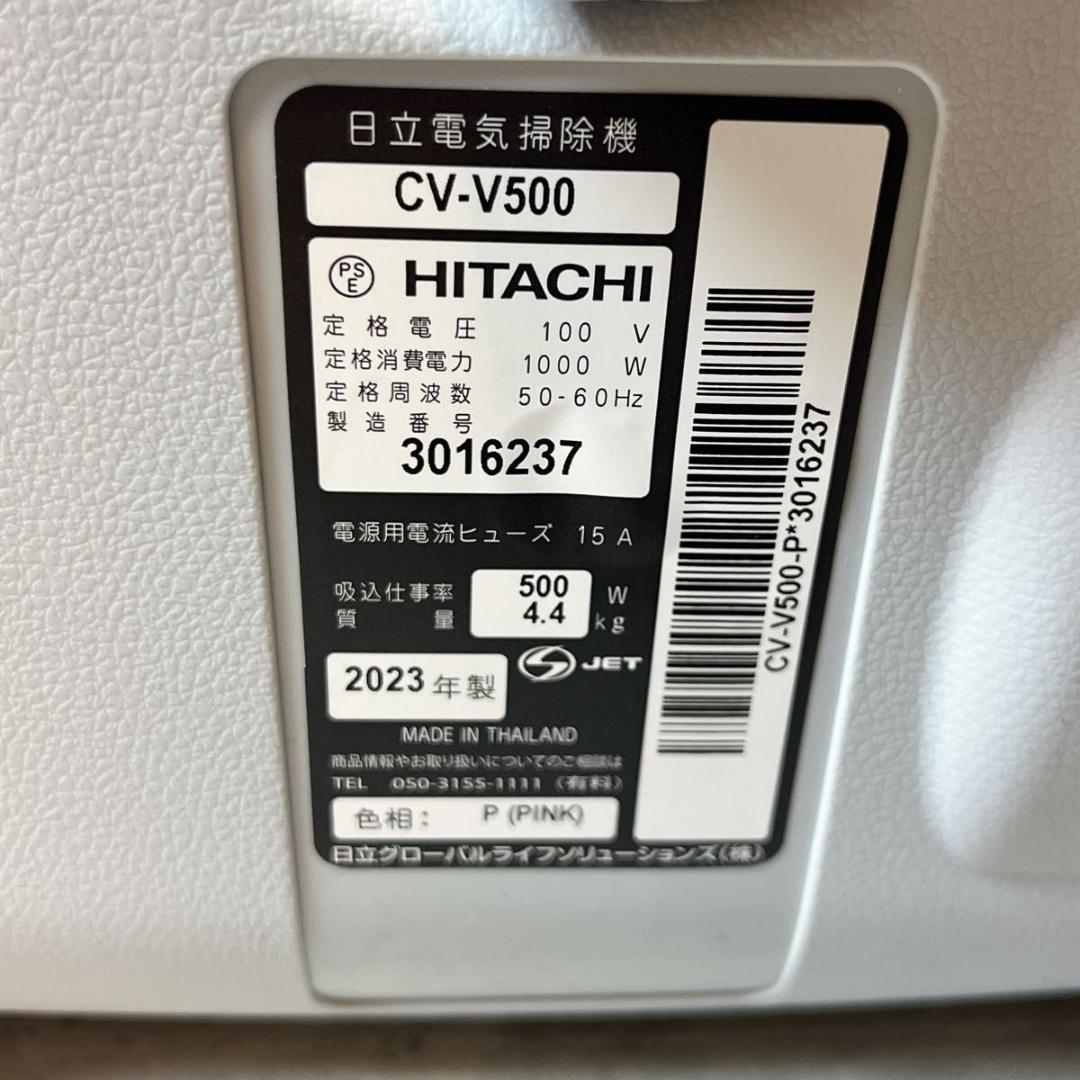 日立電気掃除機
CV-V500
PSE HITACHI
定格電圧 100 V
定格消費電力 1000 W
定格周波数 50-60Hz
製造番号
3016237
電源用電流ヒューズ 15 A
吸込仕事率 500 W
質量 4.4 kg
2023 年製
JET
MADE IN THAILAND
商品情報やお取り扱いについてのご相談は
TEL 050-3155-1111 (有料)
色相: P (PINK)
日立グローバルライフソリューションズ(株)
CV-V500-P*3016237